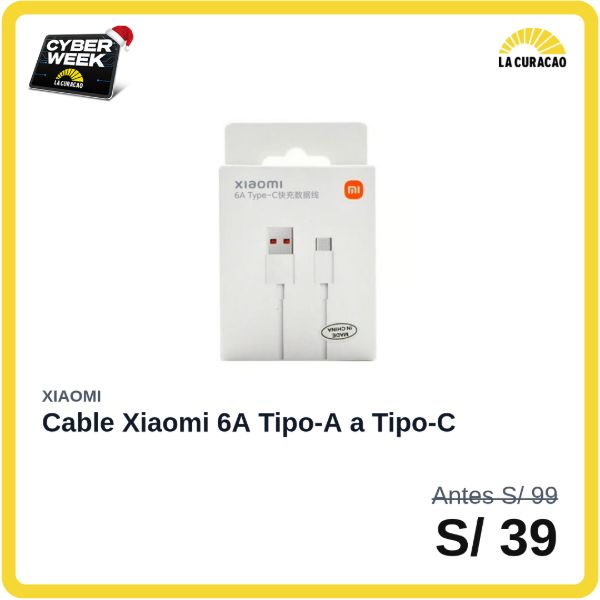 CYBER
WEEK
LA CURACAO
LA CURACAO
xiaomi
6A Type-C快充数据线
mi
MADE
IN CHINA
XIAOMI
Cable Xiaomi 6A Tipo-A a Tipo-C
Antes S/ 99
S/ 39